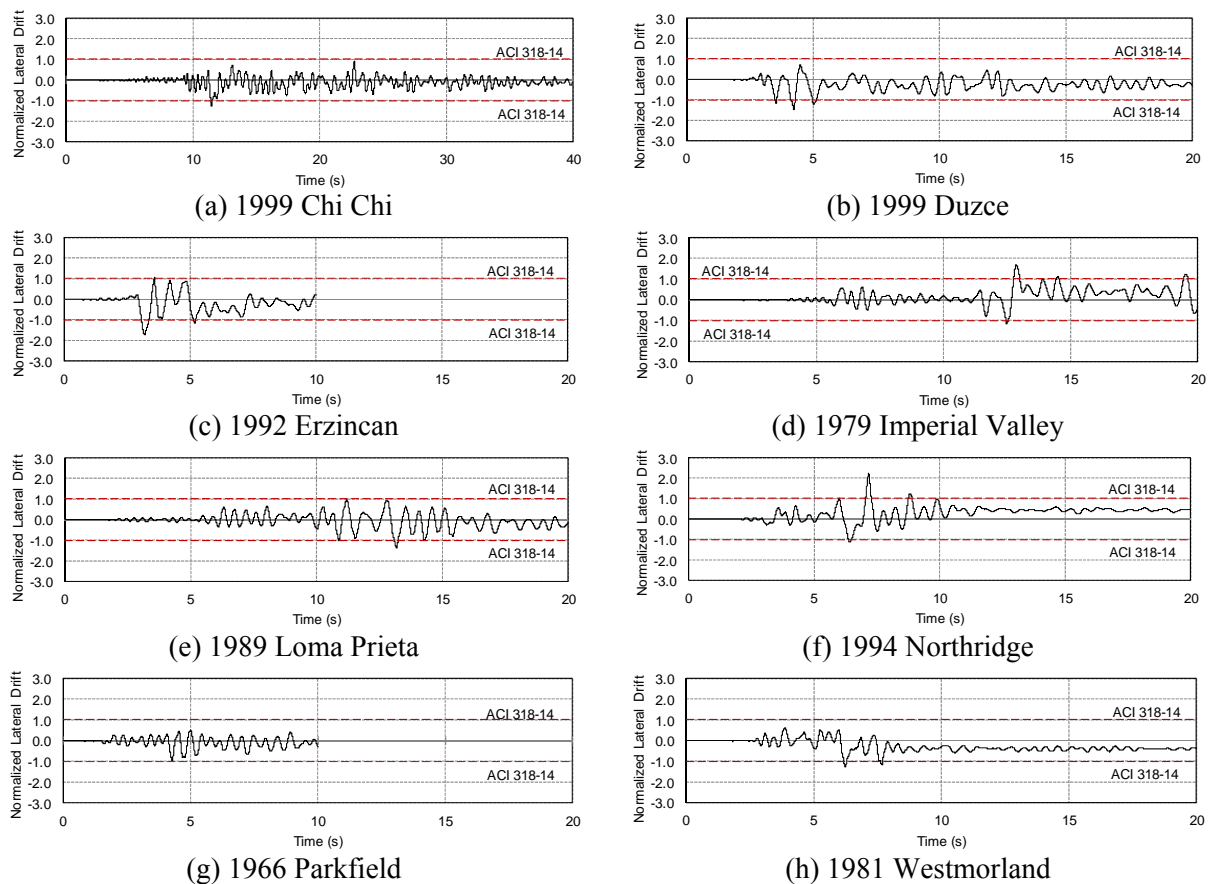 Normalized Lateral Drift
3.0
2.0
1.0
0.0
-1.0
-2.0
-3.0
ACI 318-14
ACI 318-14
0 10 20 30 40
Time (s)
(a) 1999 Chi Chi
Normalized Lateral Drift
3.0
2.0
1.0
0.0
-1.0
-2.0
-3.0
ACI 318-14
ACI 318-14
0 5 10 15 20
Time (s)
(b) 1999 Duzce
Normalized Lateral Drift
3.0
2.0
1.0
0.0
-1.0
-2.0
-3.0
ACI 318-14
ACI 318-14
0 5 10 15 20
Time (s)
(c) 1992 Erzincan
Normalized Lateral Drift
3.0
2.0
1.0
0.0
-1.0
-2.0
-3.0
ACI 318-14
ACI 318-14
0 5 10 15 20
Time (s)
(d) 1979 Imperial Valley
Normalized Lateral Drift
3.0
2.0
1.0
0.0
-1.0
-2.0
-3.0
ACI 318-14
ACI 318-14
0 5 10 15 20
Time (s)
(e) 1989 Loma Prieta
Normalized Lateral Drift
3.0
2.0
1.0
0.0
-1.0
-2.0
-3.0
ACI 318-14
ACI 318-14
0 5 10 15 20
Time (s)
(f) 1994 Northridge
Normalized Lateral Drift
3.0
2.0
1.0
0.0
-1.0
-2.0
-3.0
ACI 318-14
ACI 318-14
0 5 10 15 20
Time (s)
(g) 1966 Parkfield
Normalized Lateral Drift
3.0
2.0
1.0
0.0
-1.0
-2.0
-3.0
ACI 318-14
ACI 318-14
0 5 10 15 20
Time (s)
(h) 1981 Westmorland